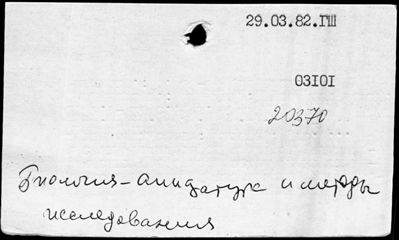 29.03.82.ГШ
03101
20370
Биология - аппаратура и методы
исследования